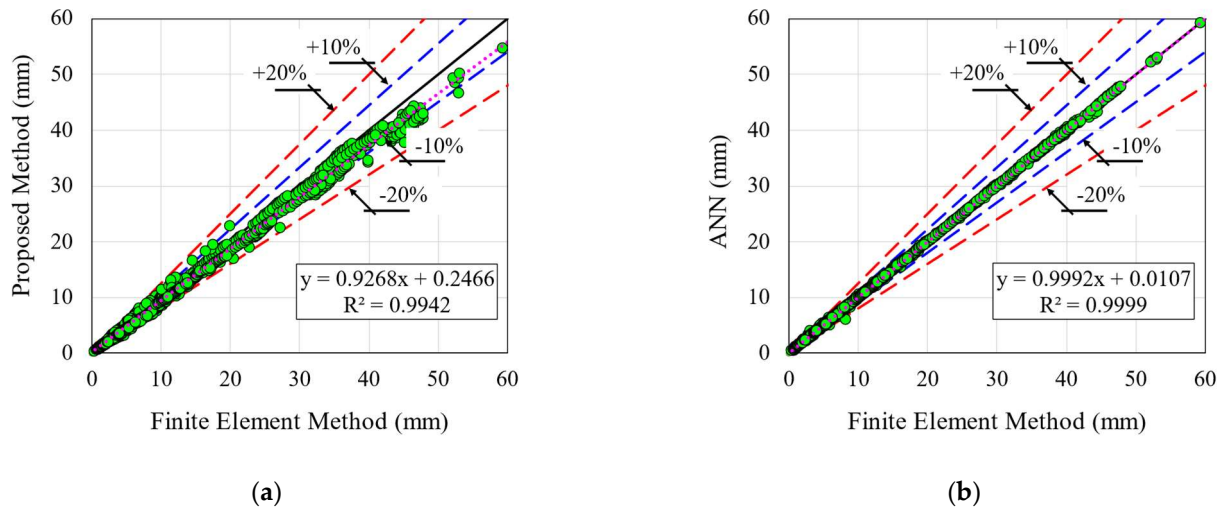 60
50
40
30
20
10
0
Proposed Method (mm)
+10%
+20%
-10%
-20%
y = 0.9268x + 0.2466
R² = 0.9942
0 10 20 30 40 50 60
Finite Element Method (mm)
(a)
60
50
40
30
20
10
0
ANN (mm)
+10%
+20%
-10%
-20%
y = 0.9992x + 0.0107
R² = 0.9999
0 10 20 30 40 50 60
Finite Element Method (mm)
(b)